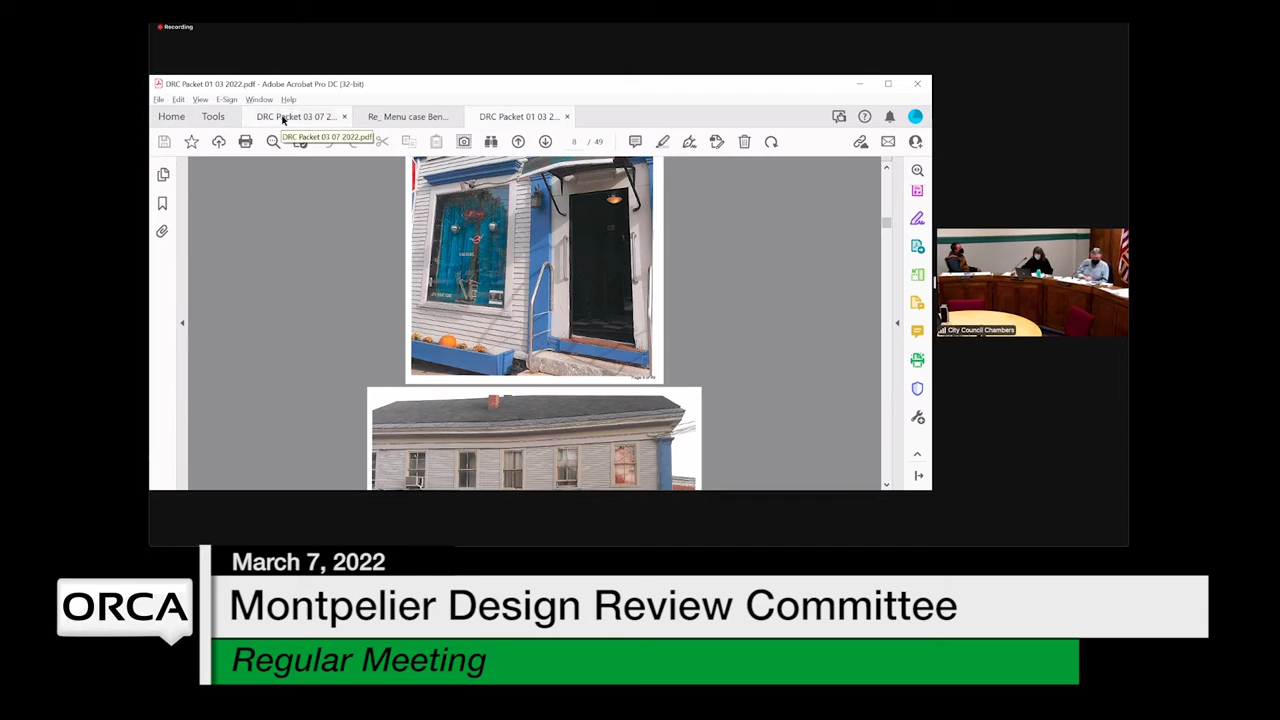 Recording
DRC Packet 01 03 2022.pdf - Adobe Acrobat Pro DC (32-bit)
File Edit View E-Sign Window Help
Home Tools DRC Packet 03 07 2... × Re_ Menu case Ben... DRC Packet 01 03 2... ×
DRC Packet 03 07 2022.pdf
8 / 49
City Council Chambers
March 7, 2022
ORCA
Montpelier Design Review Committee
Regular Meeting